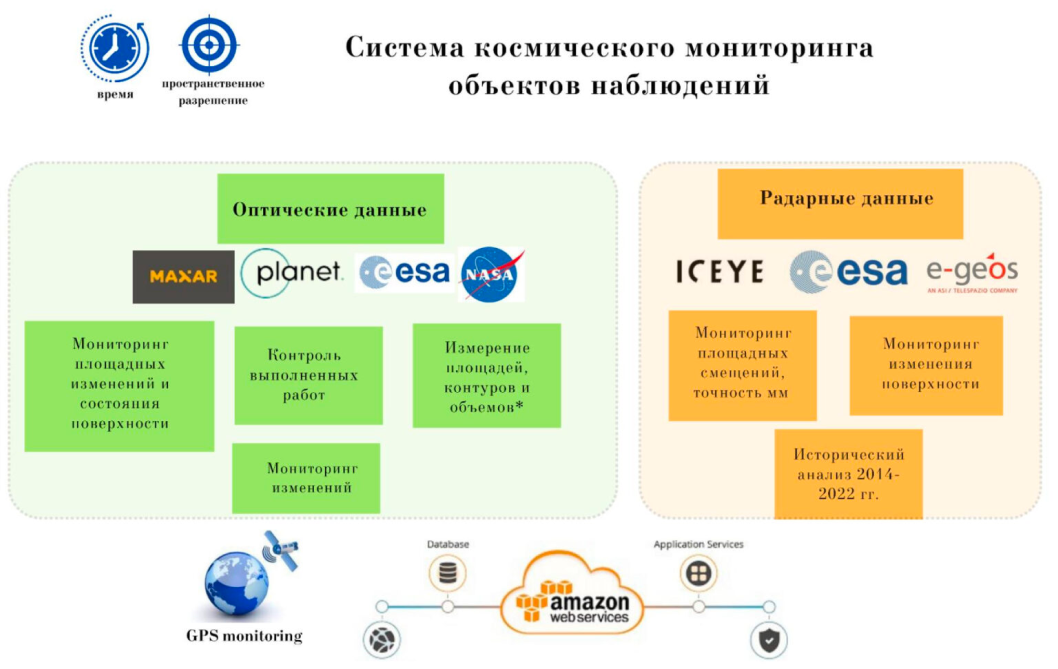 Система космического мониторинга
объектов наблюдений
время
пространственное
разрешение
Оптические данные
MAXAR
planet.
esa
NASA
Мониторинг
площадных
изменений и
состояния
поверхности
Контроль
выполненных
работ
Измерение
площадей,
контуров и
объемов*
Мониторинг
изменений
Радарные данные
ICEYE
esa
e-geos
AN ASI / TELESPAZIO COMPANY
Мониторинг
площадных
смещений,
точность мм
Мониторинг
изменения
поверхности
Исторический
анализ 2014-
2022 гг.
GPS monitoring
Database
amazon
web services
Application Services